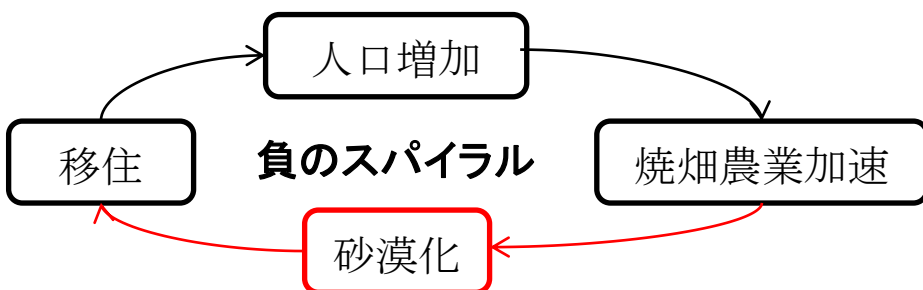 人口増加
移住
負のスパイラル
焼畑農業加速
砂漠化